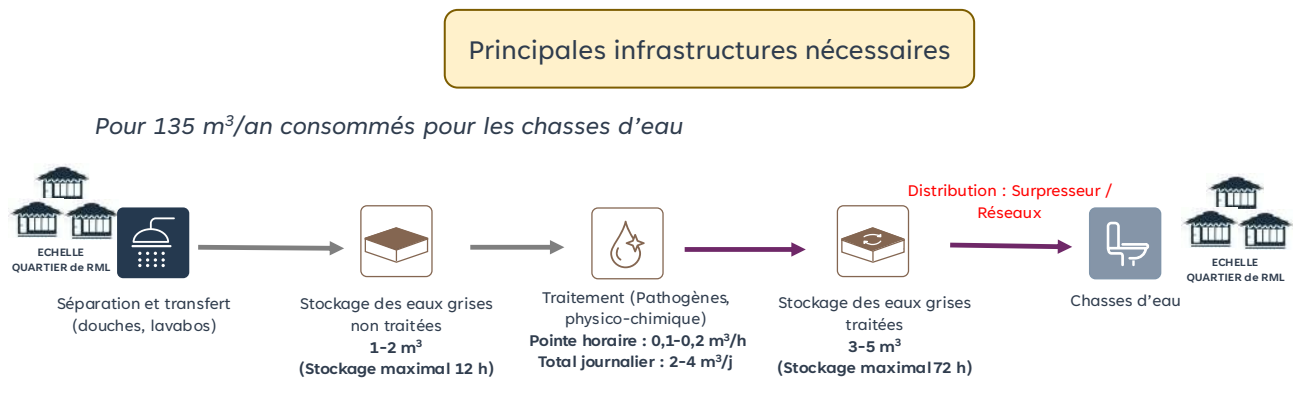 Principales infrastructures nécessaires
Pour 135 m³/an consommés pour les chasses d’eau
ECHELLE
QUARTIER de RML
Séparation et transfert
(douches, lavabos)
Stockage des eaux grises
non traitées
1-2 m³
(Stockage maximal 12 h)
Traitement (Pathogènes,
physico-chimique)
Pointe horaire : 0,1-0,2 m³/h
Total journalier : 2-4 m³/j
Stockage des eaux grises
traitées
3-5 m³
(Stockage maximal 72 h)
Distribution : Surpresseur /
Réseaux
Chasses d’eau
ECHELLE
QUARTIER de RML